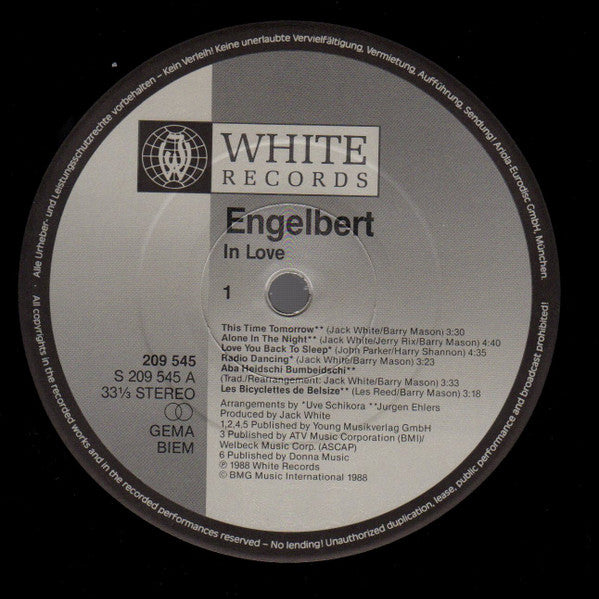 Alle Urheber- und Leistungsschutzrechte vorbehalten – Kein Verleih! Keine unerlaubte Vervielfältigung, Vermietung, Aufführung, Sendung! Ariola-Eurodisc GmbH, München.
WHITE
RECORDS
Engelbert
In Love
1
This Time Tomorrow** (Jack White/Barry Mason) 3:30
Alone In The Night** (Jack White/Jerry Rix/Barry Mason) 4:40
Love You Back To Sleep* (John Parker/Harry Shannon) 4:35
Radio Dancing* (Jack White/Barry Mason) 3:23
Aba Heidschi Bumbeidschi**
(Trad./Rearrangement: Jack White/Barry Mason) 3:33
Les Bicyclettes de Belsize** (Les Reed/Barry Mason) 3:18
209 545
S 209 545 A
33⅓ STEREO
GEMA
BIEM
Arrangements by *Uve Schikora **Jurgen Ehlers
Produced by Jack White
1,2,4,5 Published by Young Musikverlag GmbH
3 Published by ATV Music Corporation (BMI)/
Welbeck Music Corp. (ASCAP)
6 Published by Donna Music
Ⓟ 1988 White Records
© BMG Music International 1988
All copyrights in the recorded works and in the recorded performances reserved – No lending! Unauthorized duplication, lease, public performance and broadcast prohibited!